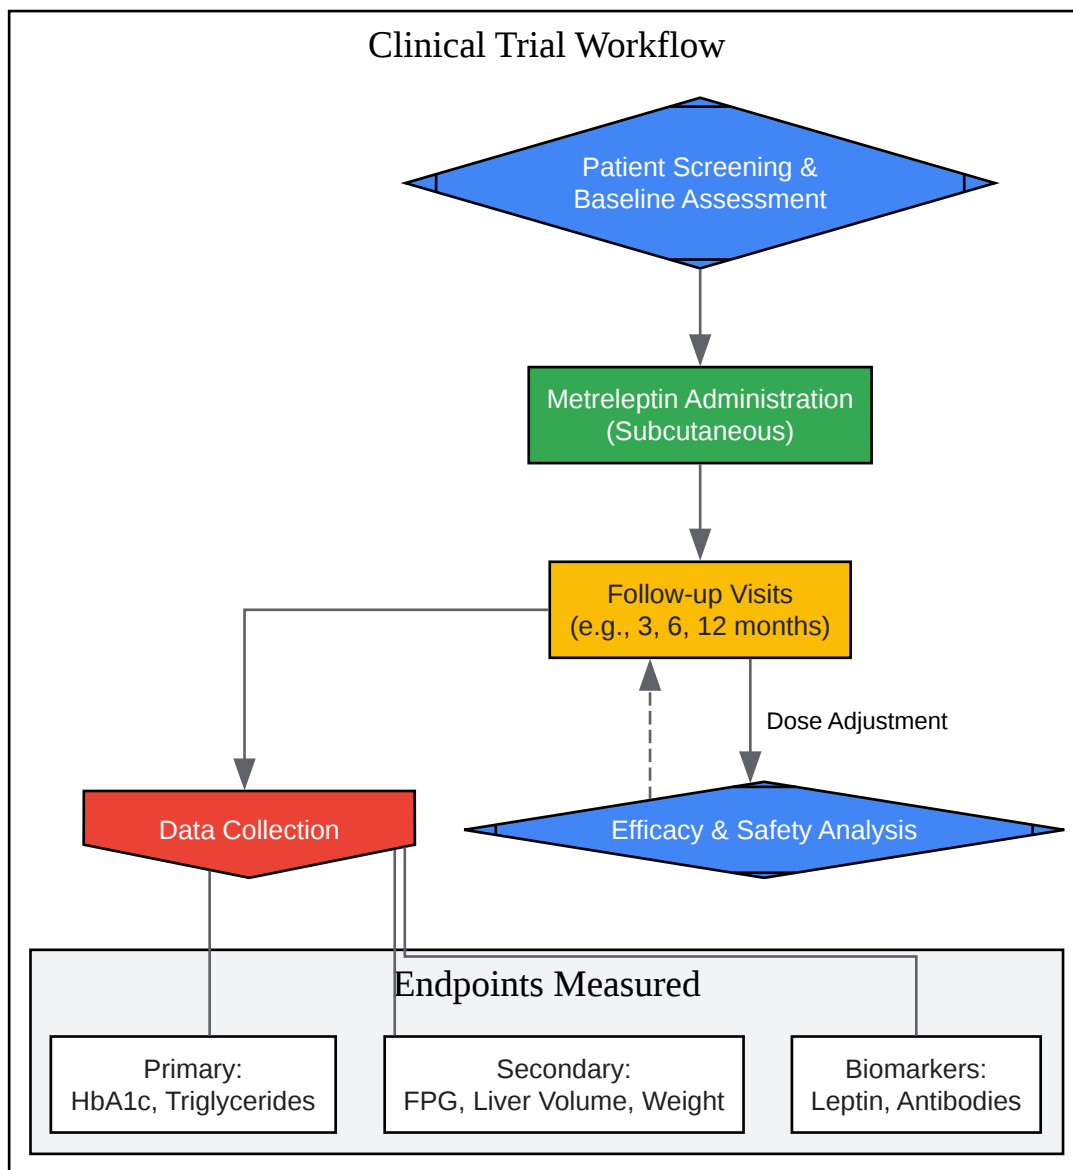 Clinical Trial Workflow
Patient Screening &
Baseline Assessment
Metreleptin Administration
(Subcutaneous)
Follow-up Visits
(e.g., 3, 6, 12 months)
Dose Adjustment
Data Collection
Efficacy & Safety Analysis
Endpoints Measured
Primary:
HbA1c, Triglycerides
Secondary:
FPG, Liver Volume, Weight
Biomarkers:
Leptin, Antibodies